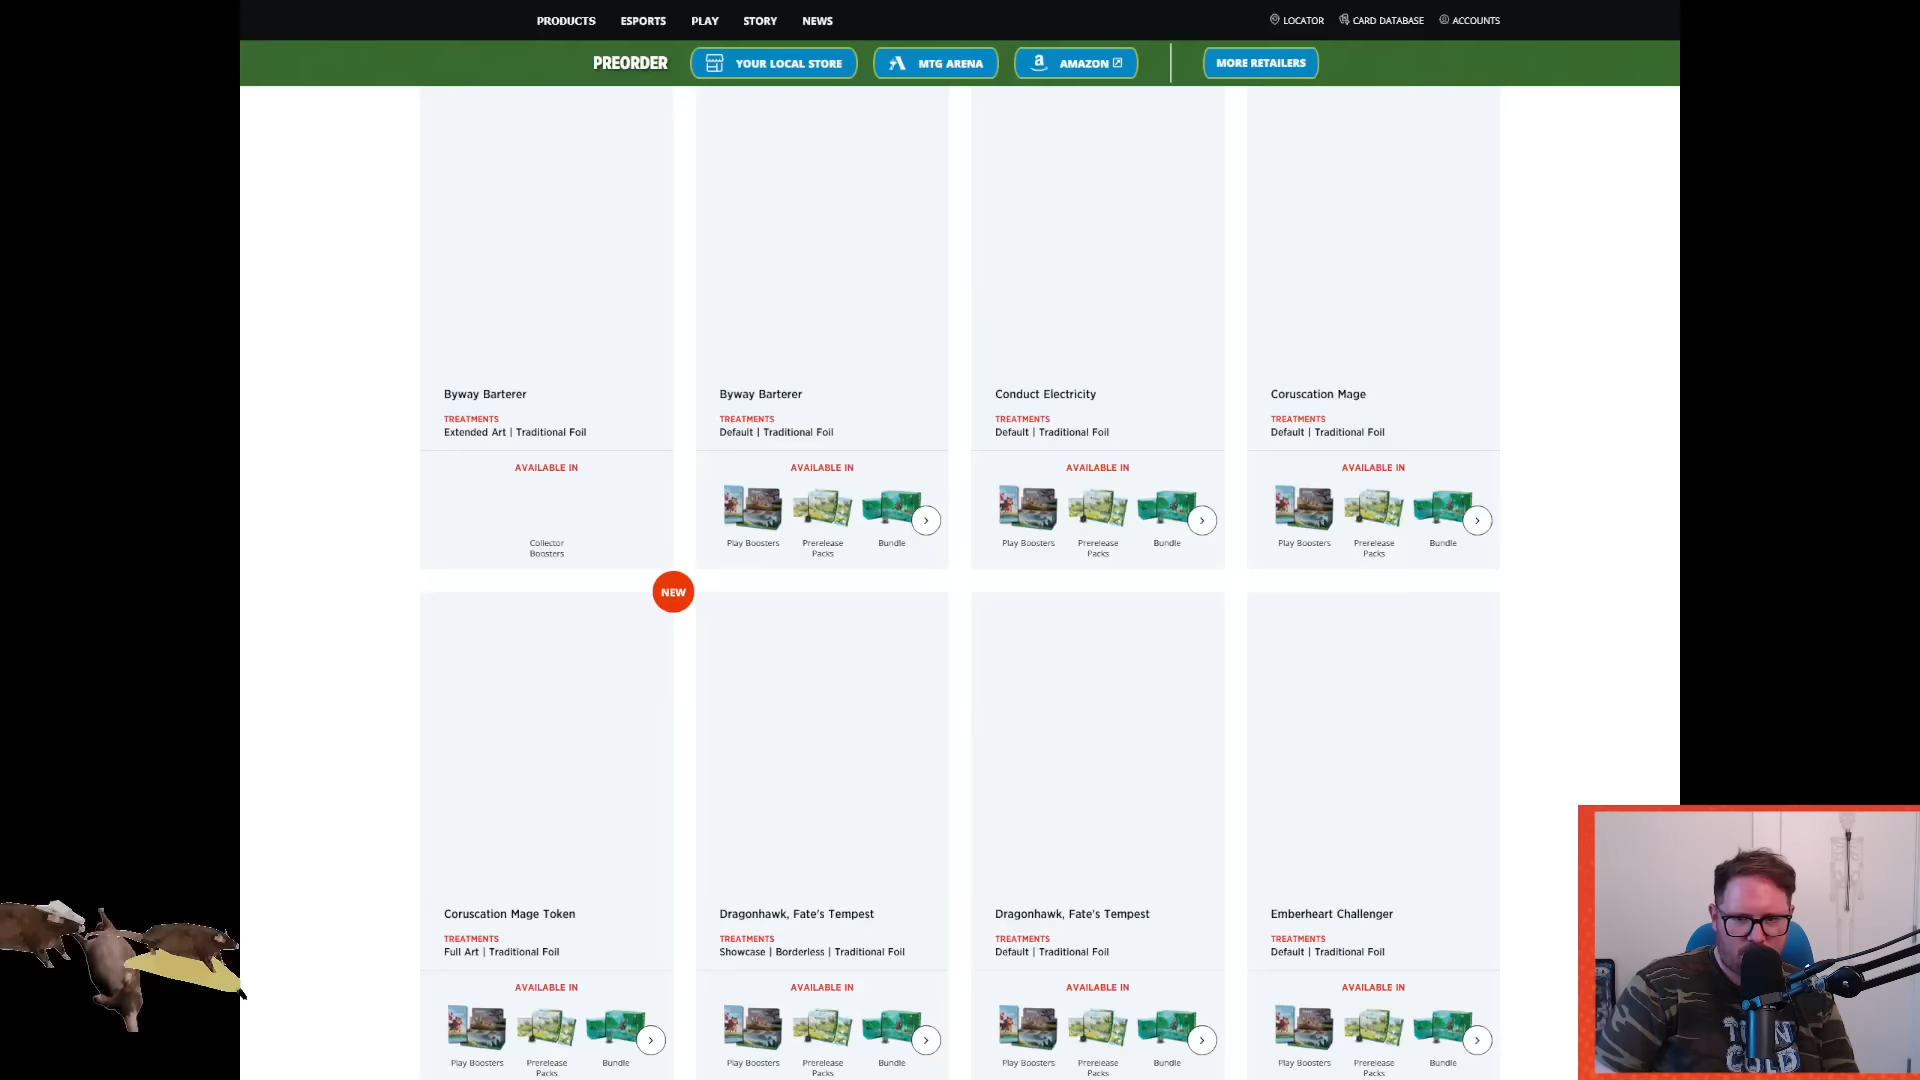 PRODUCTS ESPORTS PLAY STORY NEWS LOCATOR CARD DATABASE ACCOUNTS
PREORDER YOUR LOCAL STORE MTG ARENA AMAZON MORE RETAILERS
Byway Barterer
TREATMENTS
Extended Art | Traditional Foil
AVAILABLE IN
Collector
Boosters
Byway Barterer
TREATMENTS
Default | Traditional Foil
AVAILABLE IN
Play Boosters
Prerelease
Packs
Bundle
Conduct Electricity
TREATMENTS
Default | Traditional Foil
AVAILABLE IN
Play Boosters
Prerelease
Packs
Bundle
Coruscation Mage
TREATMENTS
Default | Traditional Foil
AVAILABLE IN
Play Boosters
Prerelease
Packs
Bundle
NEW
Coruscation Mage Token
TREATMENTS
Full Art | Traditional Foil
AVAILABLE IN
Play Boosters
Prerelease
Packs
Bundle
Dragonhawk, Fate's Tempest
TREATMENTS
Showcase | Borderless | Traditional Foil
AVAILABLE IN
Play Boosters
Prerelease
Packs
Bundle
Dragonhawk, Fate's Tempest
TREATMENTS
Default | Traditional Foil
AVAILABLE IN
Play Boosters
Prerelease
Packs
Bundle
Emberheart Challenger
TREATMENTS
Default | Traditional Foil
AVAILABLE IN
Play Boosters
Prerelease
Packs
Bundle